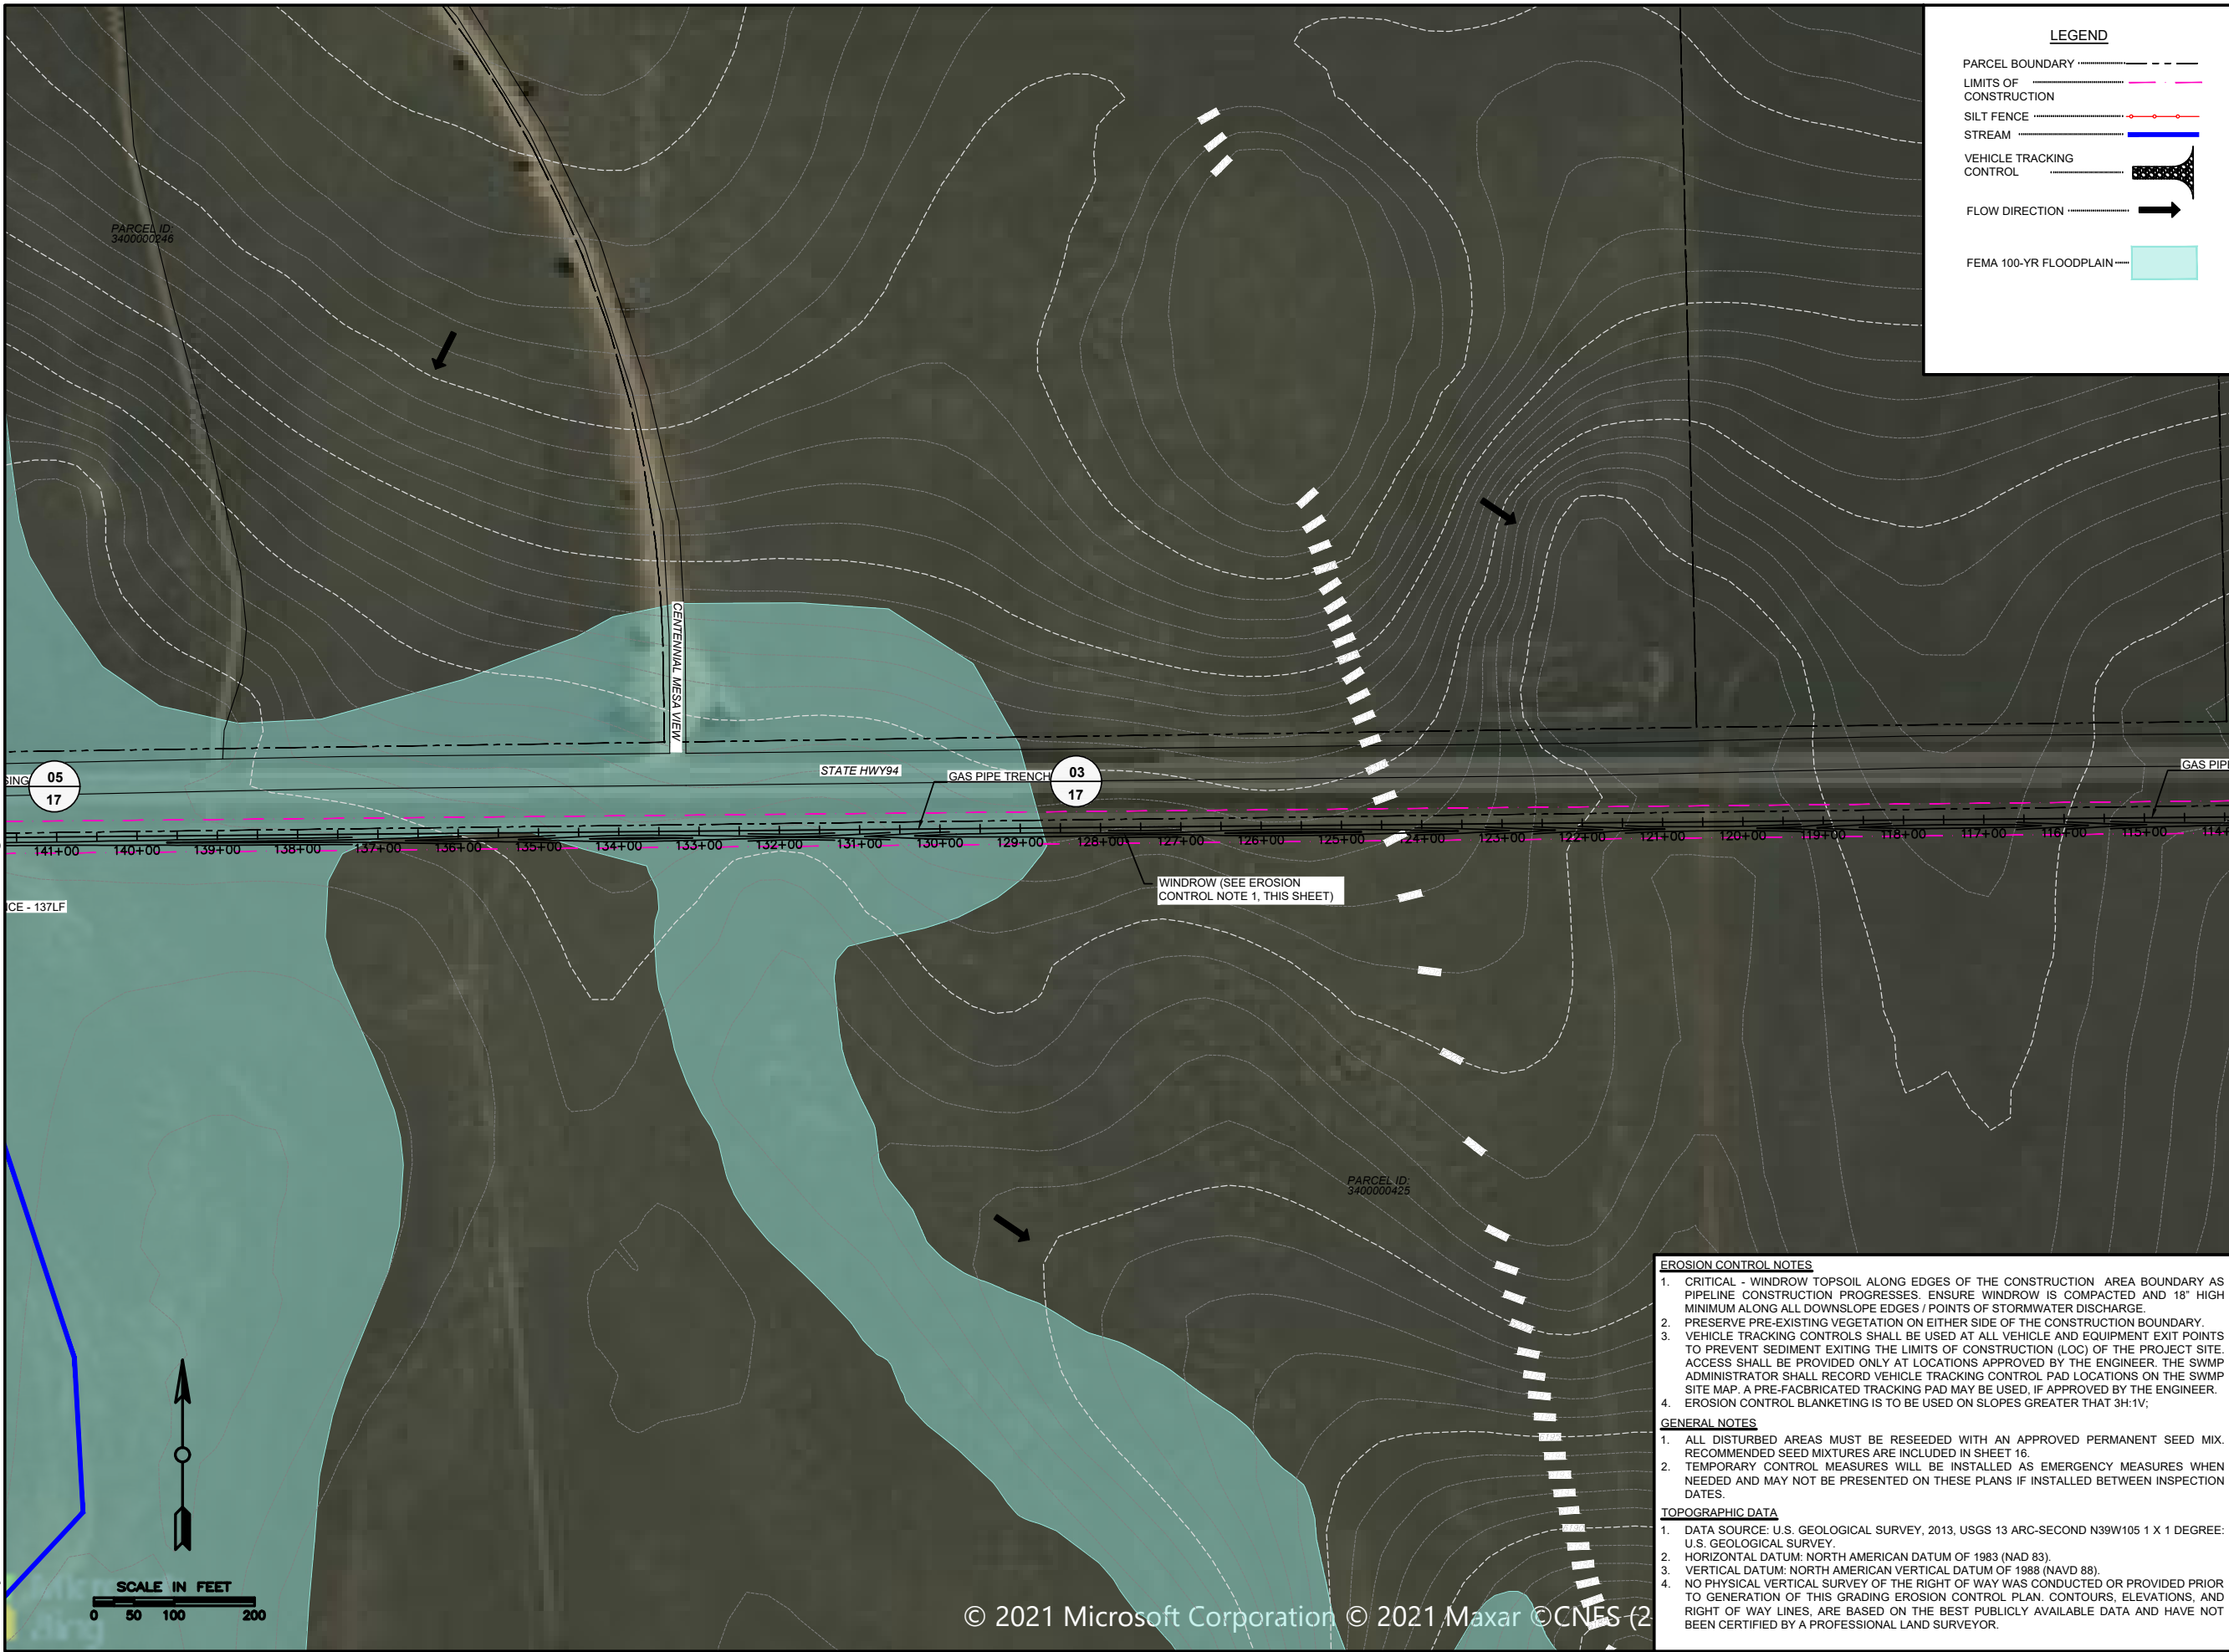 LEGEND
PARCEL BOUNDARY
LIMITS OF
CONSTRUCTION
SILT FENCE
STREAM
VEHICLE TRACKING
CONTROL
FLOW DIRECTION
FEMA 100-YR FLOODPLAIN
PARCEL ID:
3400000246
CENTENNIAL MESA VIEW
STATE HWY94
SING
05
17
GAS PIPE TRENCH
03
17
GAS PIP
141+00 140+00 139+00 138+00 137+00 136+00 135+00 134+00 133+00 132+00 131+00 130+00 129+00 128+00 127+00 126+00 125+00 124+00 123+00 122+00 121+00 120+00 119+00 118+00 117+00 116+00 115+00 114+
WINDROW (SEE EROSION
CONTROL NOTE 1, THIS SHEET)
ICE - 137LF
PARCEL ID:
3400000425
EROSION CONTROL NOTES
1. CRITICAL - WINDROW TOPSOIL ALONG EDGES OF THE CONSTRUCTION AREA BOUNDARY AS
PIPELINE CONSTRUCTION PROGRESSES. ENSURE WINDROW IS COMPACTED AND 18" HIGH
MINIMUM ALONG ALL DOWNSLOPE EDGES / POINTS OF STORMWATER DISCHARGE.
2. PRESERVE PRE-EXISTING VEGETATION ON EITHER SIDE OF THE CONSTRUCTION BOUNDARY.
3. VEHICLE TRACKING CONTROLS SHALL BE USED AT ALL VEHICLE AND EQUIPMENT EXIT POINTS
TO PREVENT SEDIMENT EXITING THE LIMITS OF CONSTRUCTION (LOC) OF THE PROJECT SITE.
ACCESS SHALL BE PROVIDED ONLY AT LOCATIONS APPROVED BY THE ENGINEER. THE SWMP
ADMINISTRATOR SHALL RECORD VEHICLE TRACKING CONTROL PAD LOCATIONS ON THE SWMP
SITE MAP. A PRE-FACBRICATED TRACKING PAD MAY BE USED, IF APPROVED BY THE ENGINEER.
4. EROSION CONTROL BLANKETING IS TO BE USED ON SLOPES GREATER THAT 3H:1V;
GENERAL NOTES
1. ALL DISTURBED AREAS MUST BE RESEEDED WITH AN APPROVED PERMANENT SEED MIX.
RECOMMENDED SEED MIXTURES ARE INCLUDED IN SHEET 16.
2. TEMPORARY CONTROL MEASURES WILL BE INSTALLED AS EMERGENCY MEASURES WHEN
NEEDED AND MAY NOT BE PRESENTED ON THESE PLANS IF INSTALLED BETWEEN INSPECTION
DATES.
TOPOGRAPHIC DATA
1. DATA SOURCE: U.S. GEOLOGICAL SURVEY, 2013, USGS 13 ARC-SECOND N39W105 1 X 1 DEGREE:
U.S. GEOLOGICAL SURVEY.
2. HORIZONTAL DATUM: NORTH AMERICAN DATUM OF 1983 (NAD 83).
3. VERTICAL DATUM: NORTH AMERICAN VERTICAL DATUM OF 1988 (NAVD 88).
4. NO PHYSICAL VERTICAL SURVEY OF THE RIGHT OF WAY WAS CONDUCTED OR PROVIDED PRIOR
TO GENERATION OF THIS GRADING EROSION CONTROL PLAN. CONTOURS, ELEVATIONS, AND
RIGHT OF WAY LINES, ARE BASED ON THE BEST PUBLICLY AVAILABLE DATA AND HAVE NOT
BEEN CERTIFIED BY A PROFESSIONAL LAND SURVEYOR.
SCALE IN FEET
0 50 100 200
© 2021 Microsoft Corporation © 2021 Maxar ©CNES (2